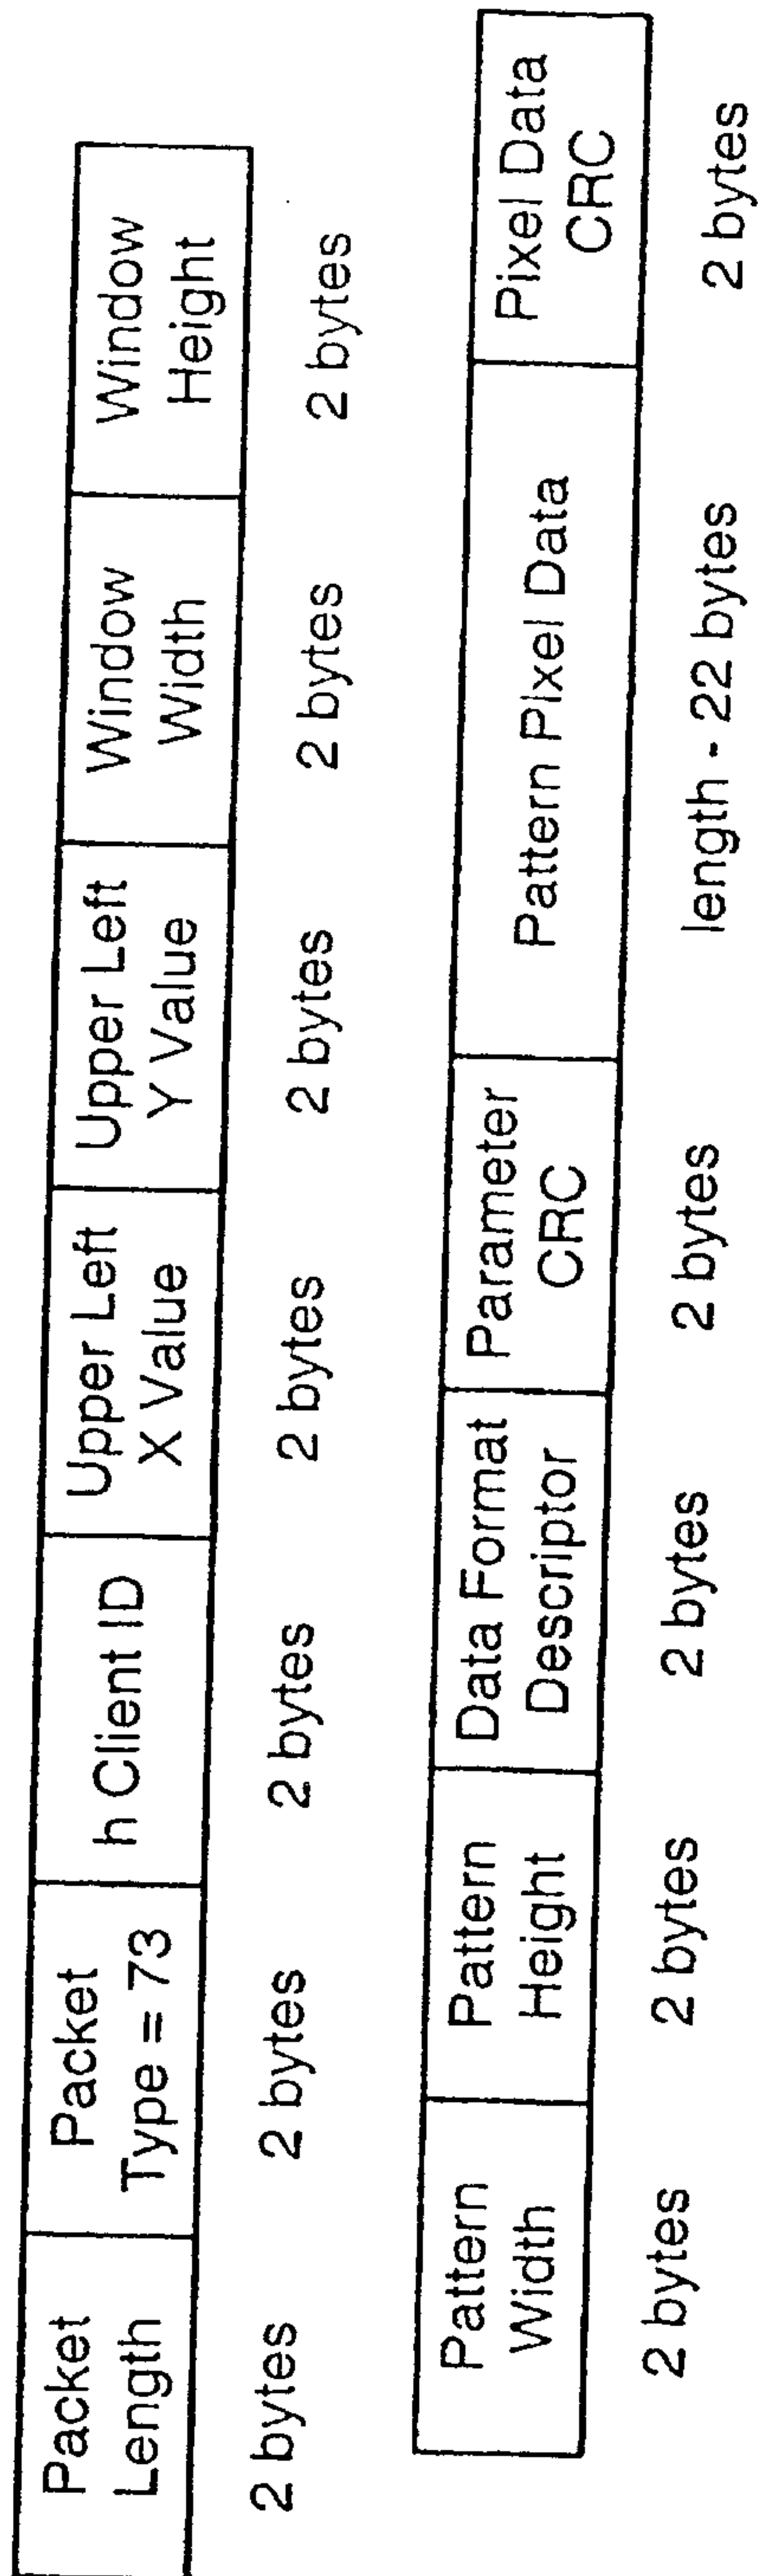 Packet
Length
Packet
Type = 73
h Client ID
Upper Left
X Value
Upper Left
Y Value
Window
Width
Window
Height
2 bytes
2 bytes
2 bytes
2 bytes
2 bytes
2 bytes
2 bytes
Pattern
Width
Pattern
Height
Data Format
Descriptor
Parameter
CRC
Pattern Pixel Data
Pixel Data
CRC
2 bytes
2 bytes
2 bytes
2 bytes
length - 22 bytes
2 bytes